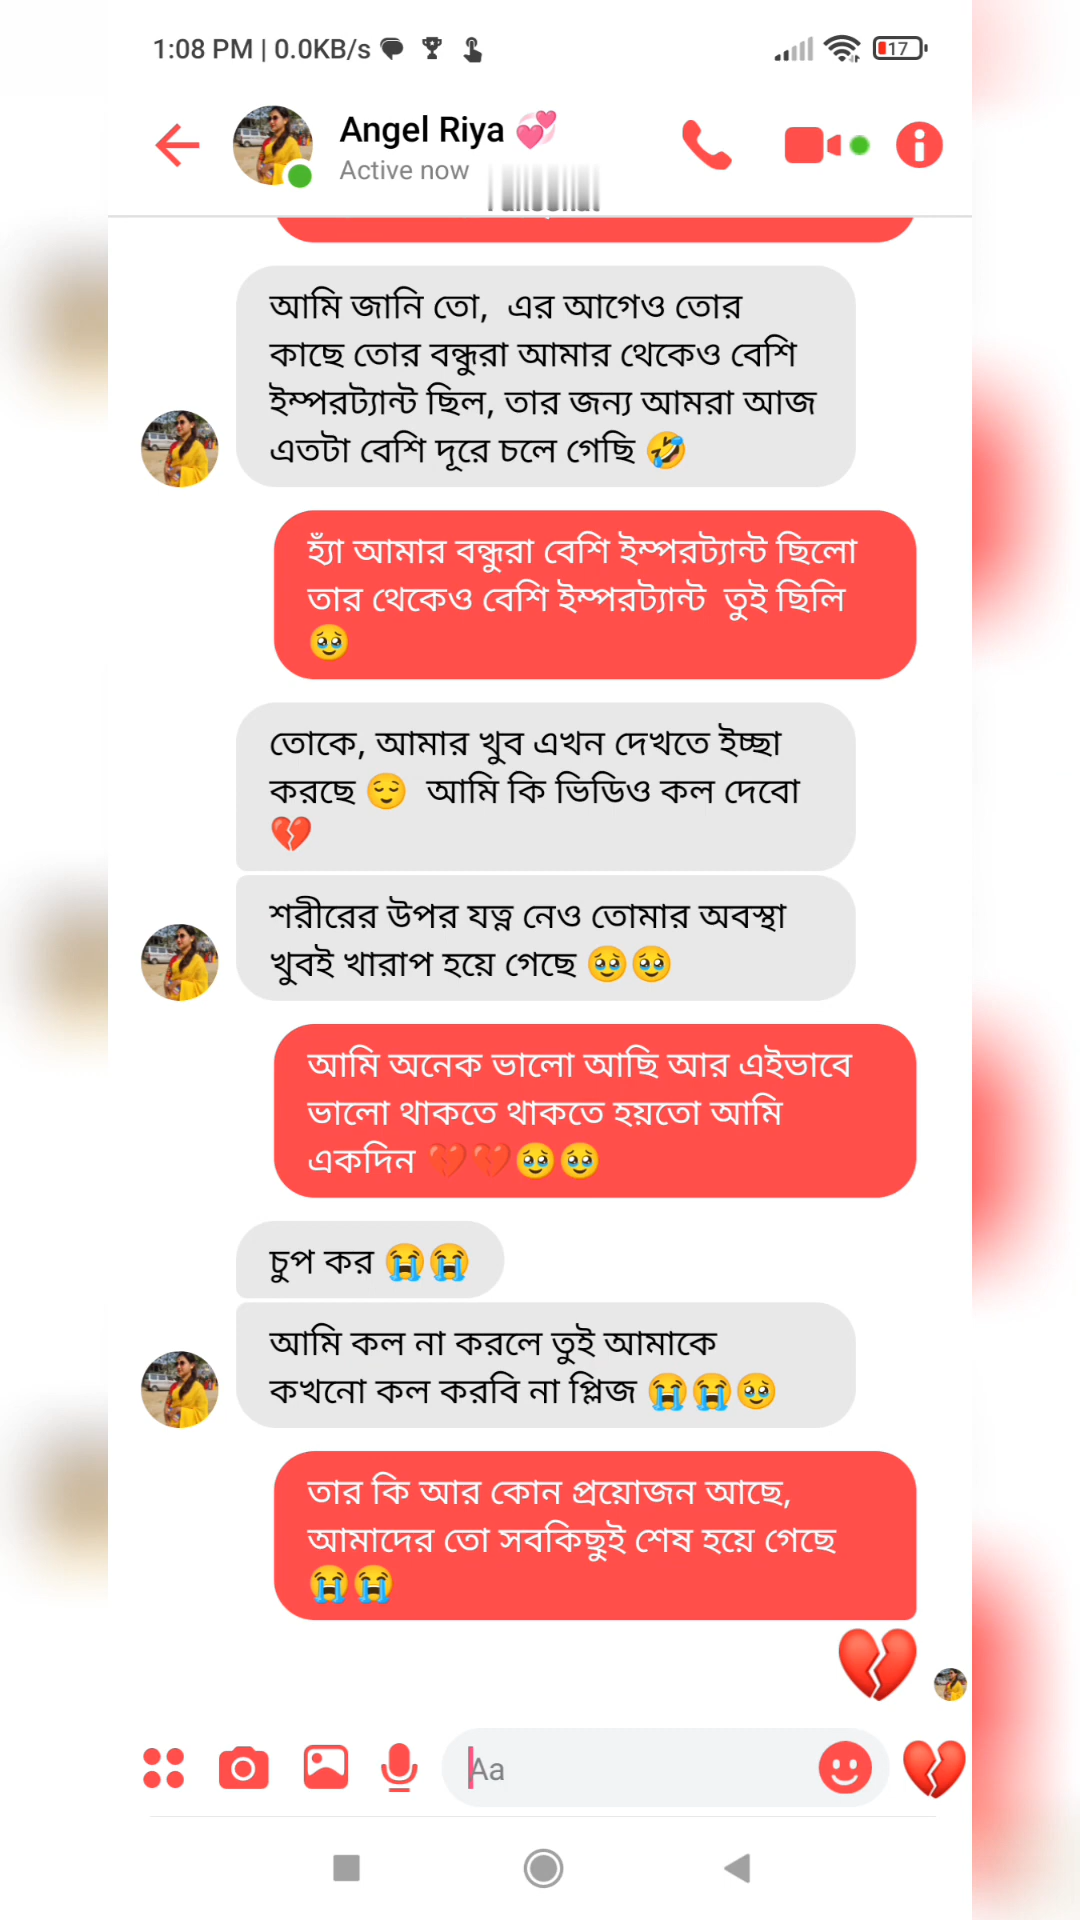 1:08 PM | 0.0KB/s
17
Angel Riya 💞
Active now
আমি জানি তো, এর আগেও তোর
কাছে তোর বন্ধুরা আমার থেকেও বেশি
ইম্পরট্যান্ট ছিল, তার জন্য আমরা আজ
এতটা বেশি দূরে চলে গেছি 🤣
হ্যাঁ আমার বন্ধুরা বেশি ইম্পরট্যান্ট ছিলো
তার থেকেও বেশি ইম্পরট্যান্ট তুই ছিলি
🥹
তোকে, আমার খুব এখন দেখতে ইচ্ছা
করছে 😌 আমি কি ভিডিও কল দেবো
💔
শরীরের উপর যত্ন নেও তোমার অবস্থা
খুবই খারাপ হয়ে গেছে 🥹🥹
আমি অনেক ভালো আছি আর এইভাবে
ভালো থাকতে থাকতে হয়তো আমি
একদিন 💔💔🥹🥹
চুপ কর 😭😭
আমি কল না করলে তুই আমাকে
কখনো কল করবি না প্লিজ 😭😭🥹
তার কি আর কোন প্রয়োজন আছে,
আমাদের তো সবকিছুই শেষ হয়ে গেছে
😭😭
💔
Aa